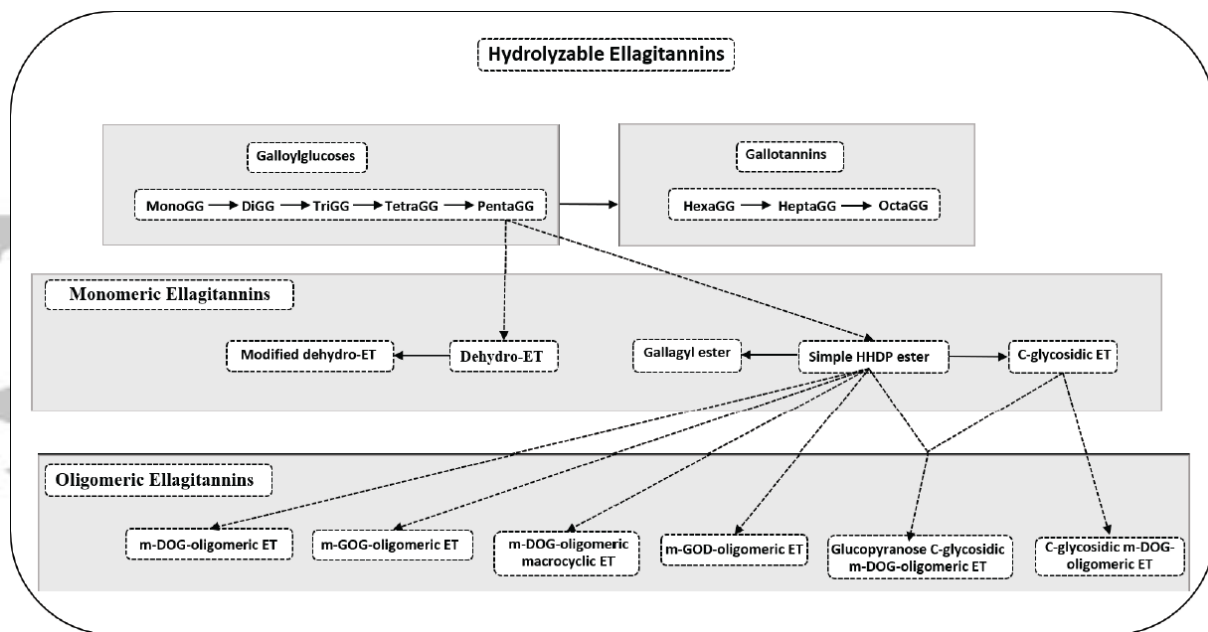 Hydrolyzable Ellagitannins
Galloylglucoses
MonoGG DiGG TriGG TetraGG PentaGG
Gallotannins
HexaGG HeptaGG OctaGG
Monomeric Ellagitannins
Modified dehydro-ET
Dehydro-ET
Gallagyl ester
Simple HHDP ester
C-glycosidic ET
Oligomeric Ellagitannins
m-DOG-oligomeric ET
m-GOG-oligomeric ET
m-DOG-oligomeric
macrocyclic ET
m-GOD-oligomeric ET
Glucopyranose C-glycosidic
m-DOG-oligomeric ET
C-glycosidic m-DOG-
oligomeric ET